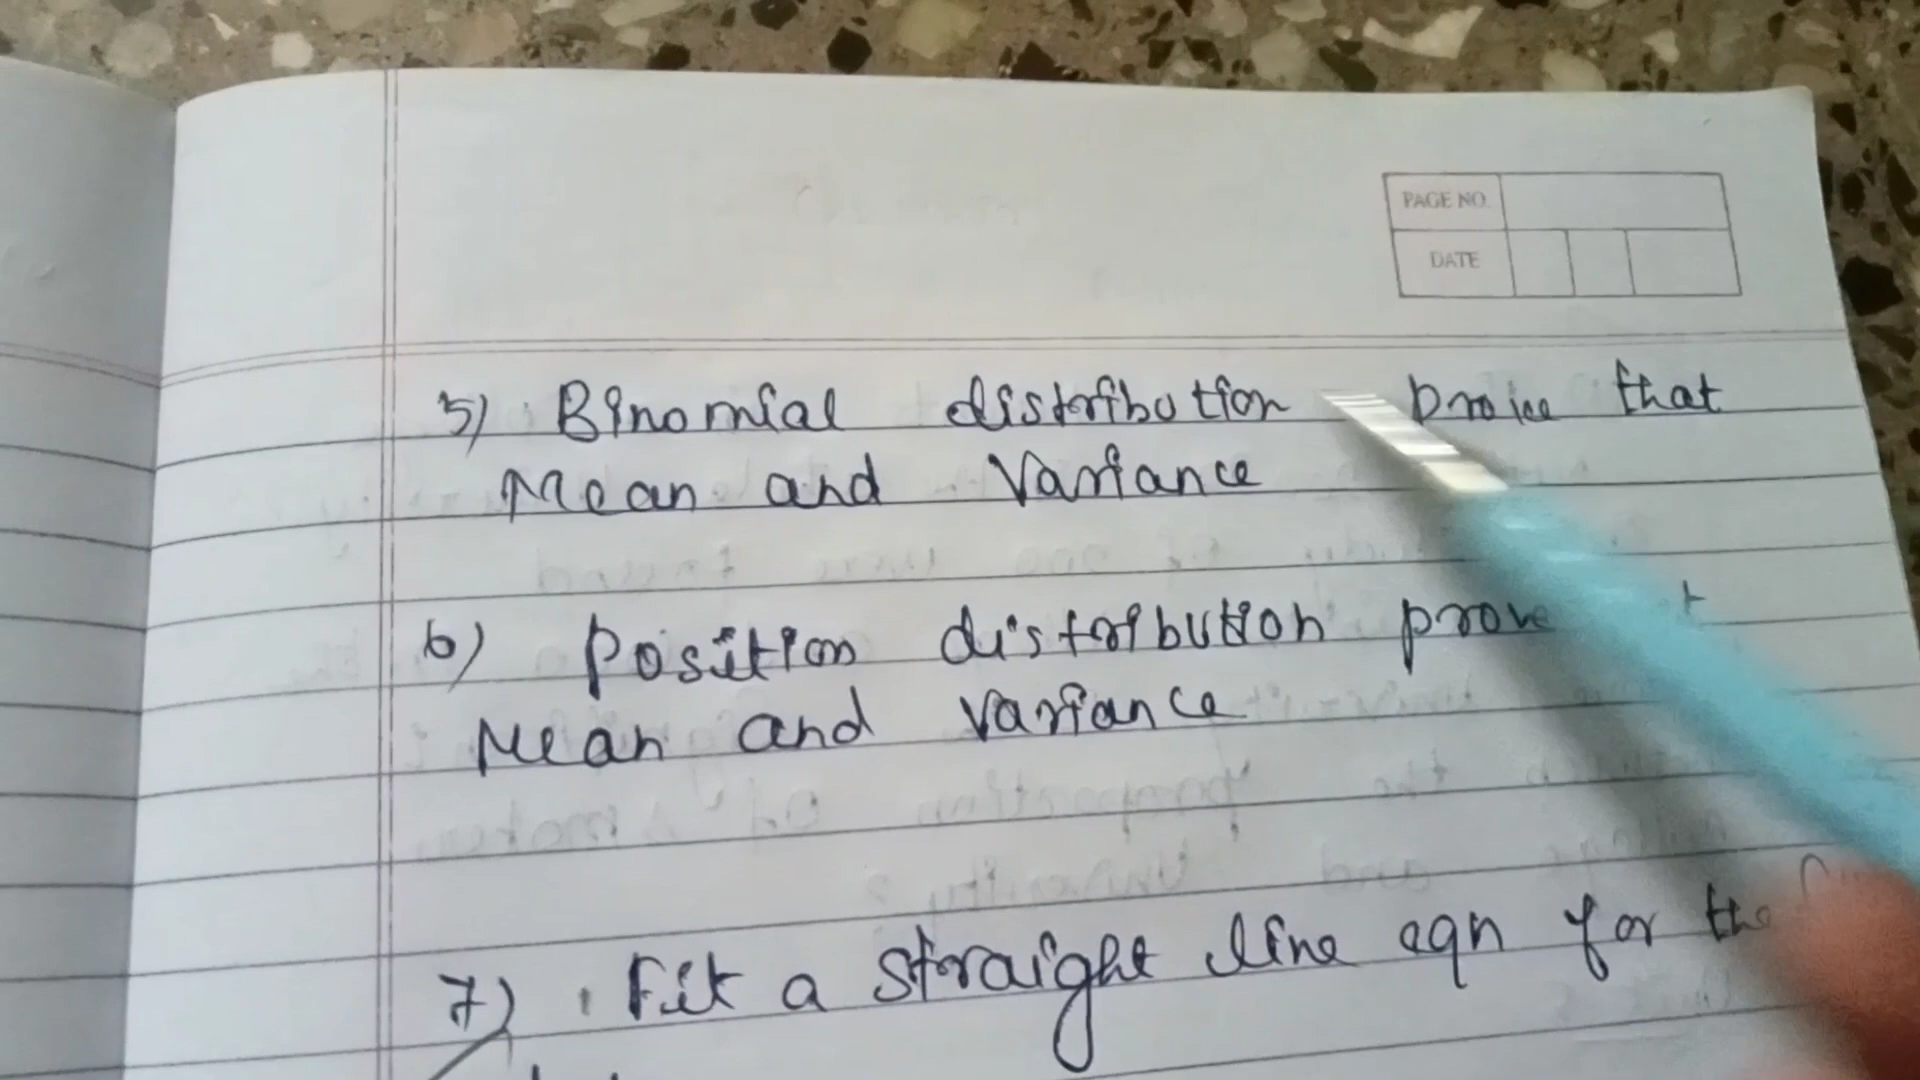 PAGE NO.
DATE
5) Binomial distribution prove that
Mean and Variance
6) Position distribution prove
Mean and Variance
7) Fit a straight line eqn for the